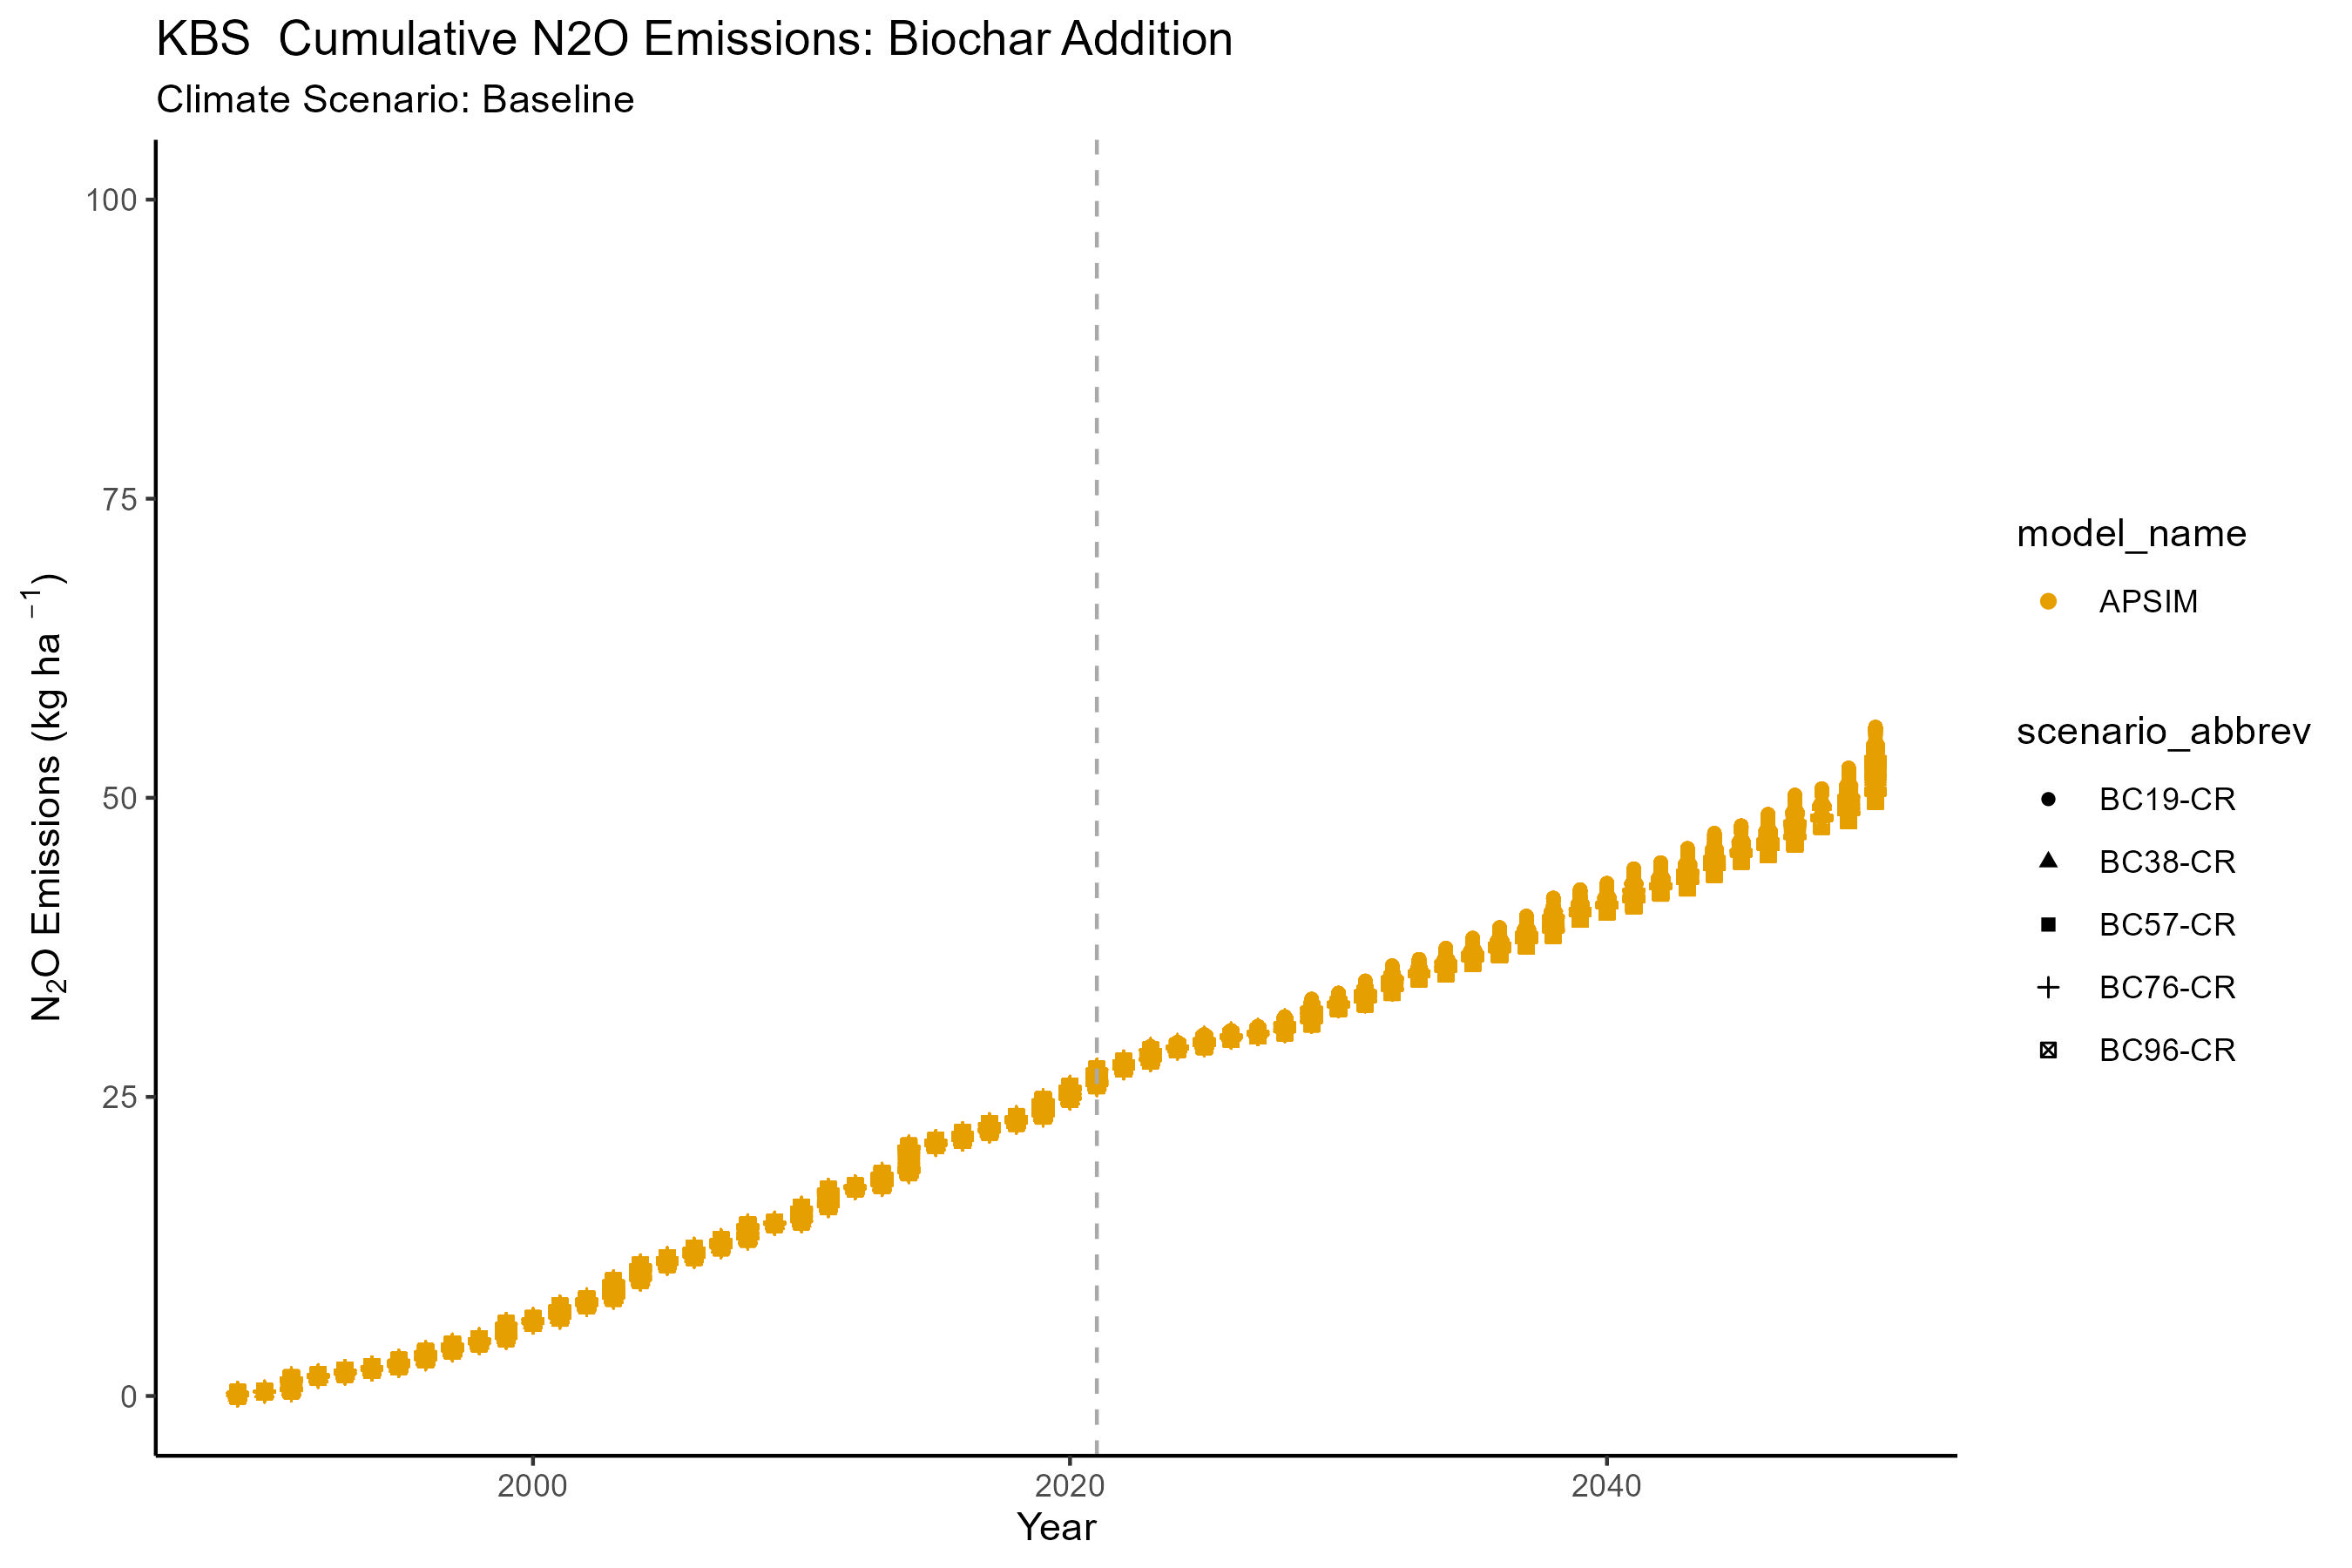 KBS  Cumulative N2O Emissions: Biochar Addition
Climate Scenario: Baseline
N₂O Emissions (kg ha ⁻¹)
100
75
50
25
0
2000
2020
2040
Year
model_name
APSIM
scenario_abbrev
BC19-CR
BC38-CR
BC57-CR
BC76-CR
BC96-CR